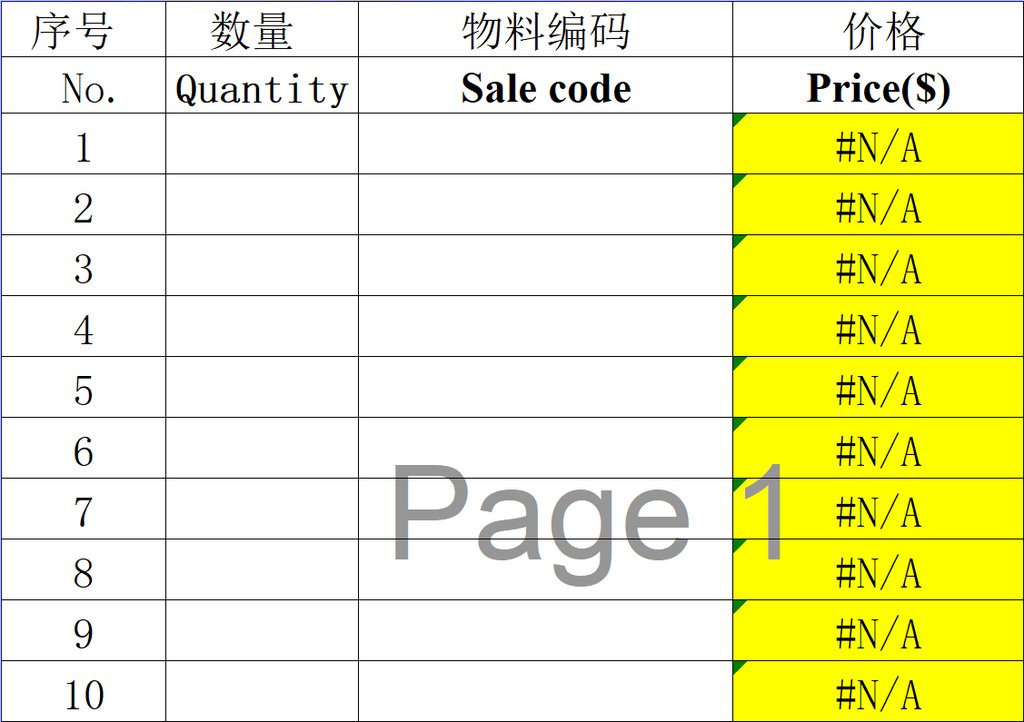 序号 数量 物料编码 价格
No. Quantity Sale code Price($)
1 #N/A
2 #N/A
3 #N/A
4 #N/A
5 #N/A
6 #N/A
7 #N/A
Page 1
8 #N/A
9 #N/A
10 #N/A